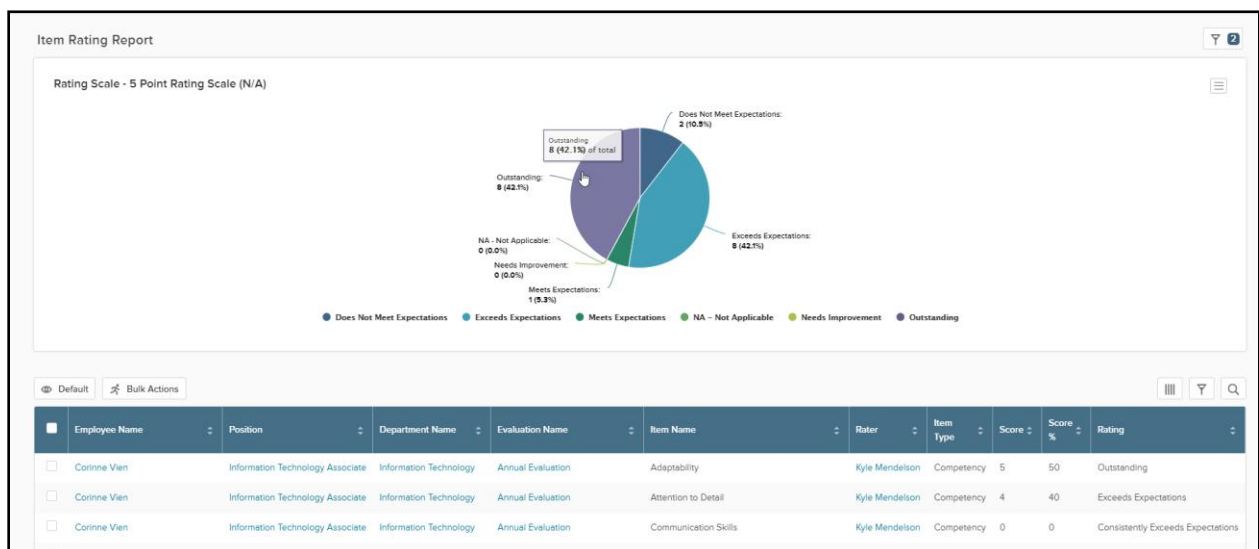 Item Rating Report
2
Rating Scale - 5 Point Rating Scale (N/A)
Does Not Meet Expectations:
2 (10.5%)
Outstanding
8 (42.1%) of total
Outstanding:
8 (42.1%)
Exceeds Expectations:
8 (42.1%)
NA - Not Applicable:
0 (0.0%)
Needs Improvement:
0 (0.0%)
Meets Expectations:
1 (5.3%)
Does Not Meet Expectations Exceeds Expectations Meets Expectations NA - Not Applicable Needs Improvement Outstanding
Default Bulk Actions
Employee Name Position Department Name Evaluation Name Item Name Rater Item Type Score Score % Rating
Corinne Vien Information Technology Associate Information Technology Annual Evaluation Adaptability Kyle Mendelson Competency 5 50 Outstanding
Corinne Vien Information Technology Associate Information Technology Annual Evaluation Attention to Detail Kyle Mendelson Competency 4 40 Exceeds Expectations
Corinne Vien Information Technology Associate Information Technology Annual Evaluation Communication Skills Kyle Mendelson Competency 0 0 Consistently Exceeds Expectations